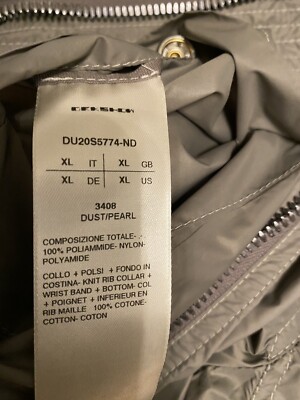 DRKSHDW
DU20S5774-ND
XL IT XL GB
XL DE XL US
3408
DUST/PEARL
COMPOSIZIONE TOTALE-
100% POLIAMMIDE- NYLON-
POLYAMIDE
COLLO + POLSI + FONDO IN
COSTINA- KNIT RIB COLLAR +
WRIST BAND + BOTTOM- COL
+ POIGNET + INFERIEUR EN
RIB MAILLE 100% COTONE-
COTTON- COTON